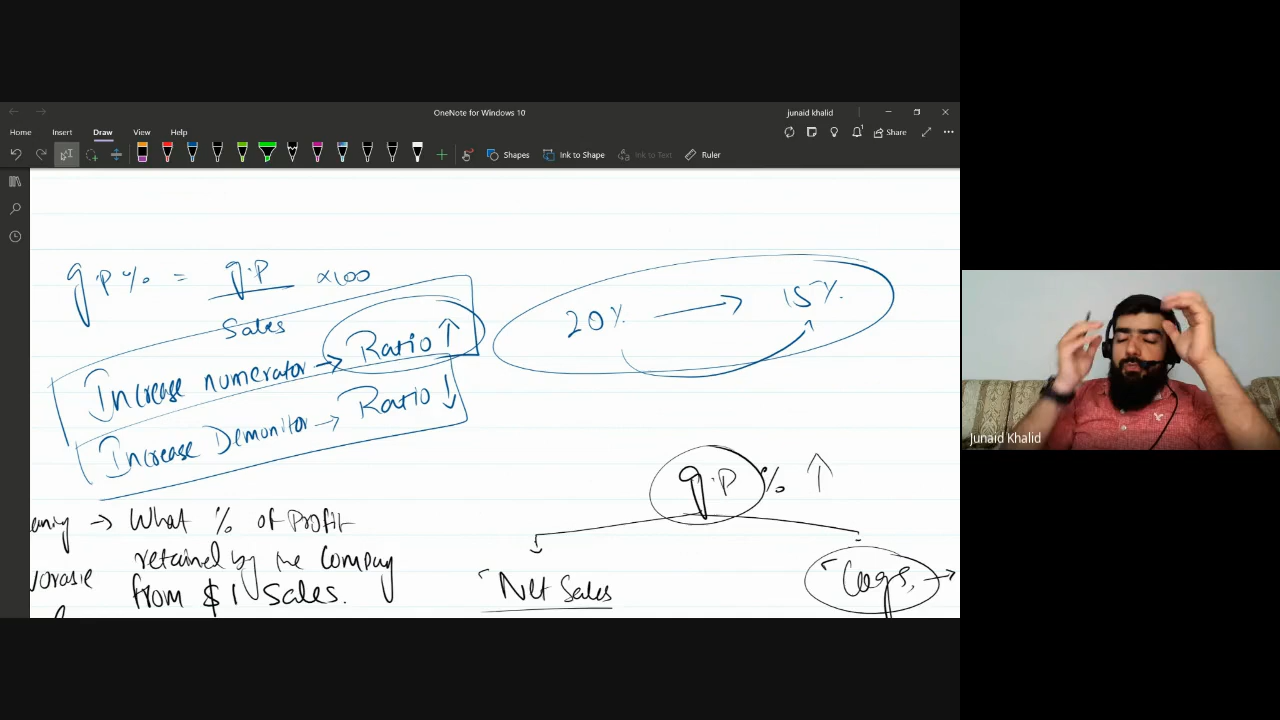 OneNote for Windows 10
junaid khalid
Home Insert Draw View Help
Share
Shapes Ink to Shape Ink to Text Ruler
g.P % = g.P x100
Sales
20% → 15%
Increase numerator → Ratio ↑
Increase Demonitor → Ratio ↓
g.P % ↑
→ What % of Profit
retained by the Company
from $1 Sales.
Net Sales
Cogs →
Junaid Khalid